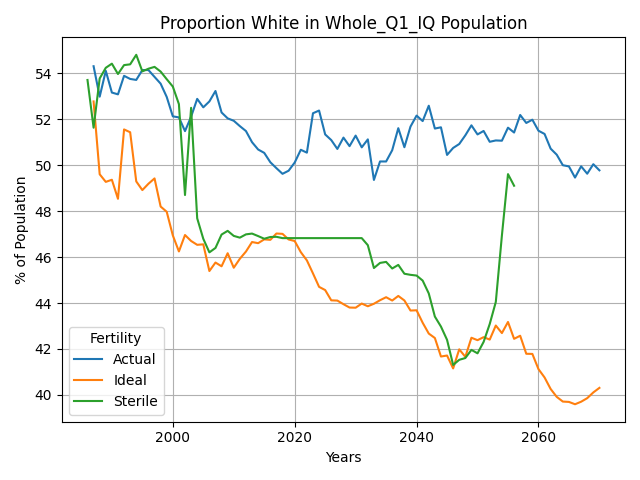 Proportion White in Whole_Q1_IQ Population
% of Population
54
52
50
48
46
44
42
40
Fertility
Actual
Ideal
Sterile
2000 2020 2040 2060
Years